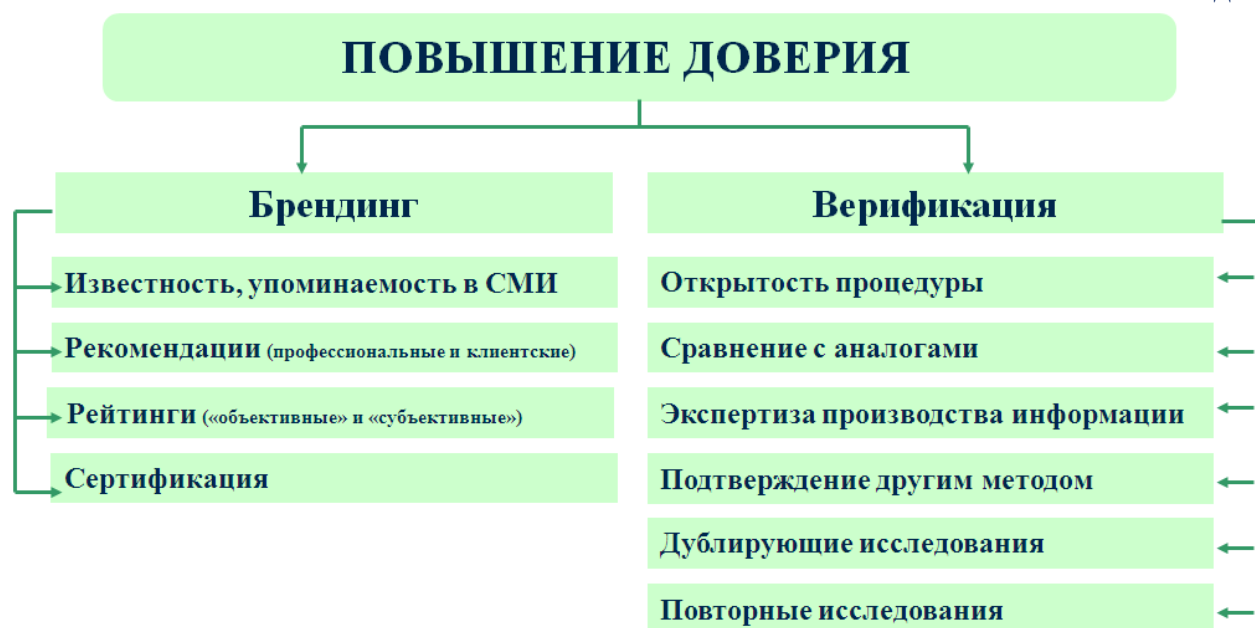 ПОВЫШЕНИЕ ДОВЕРИЯ
Брендинг
Известность, упоминаемость в СМИ
Рекомендации (профессиональные и клиентские)
Рейтинги («объективные» и «субъективные»)
Сертификация
Верификация
Открытость процедуры
Сравнение с аналогами
Экспертиза производства информации
Подтверждение другим методом
Дублирующие исследования
Повторные исследования